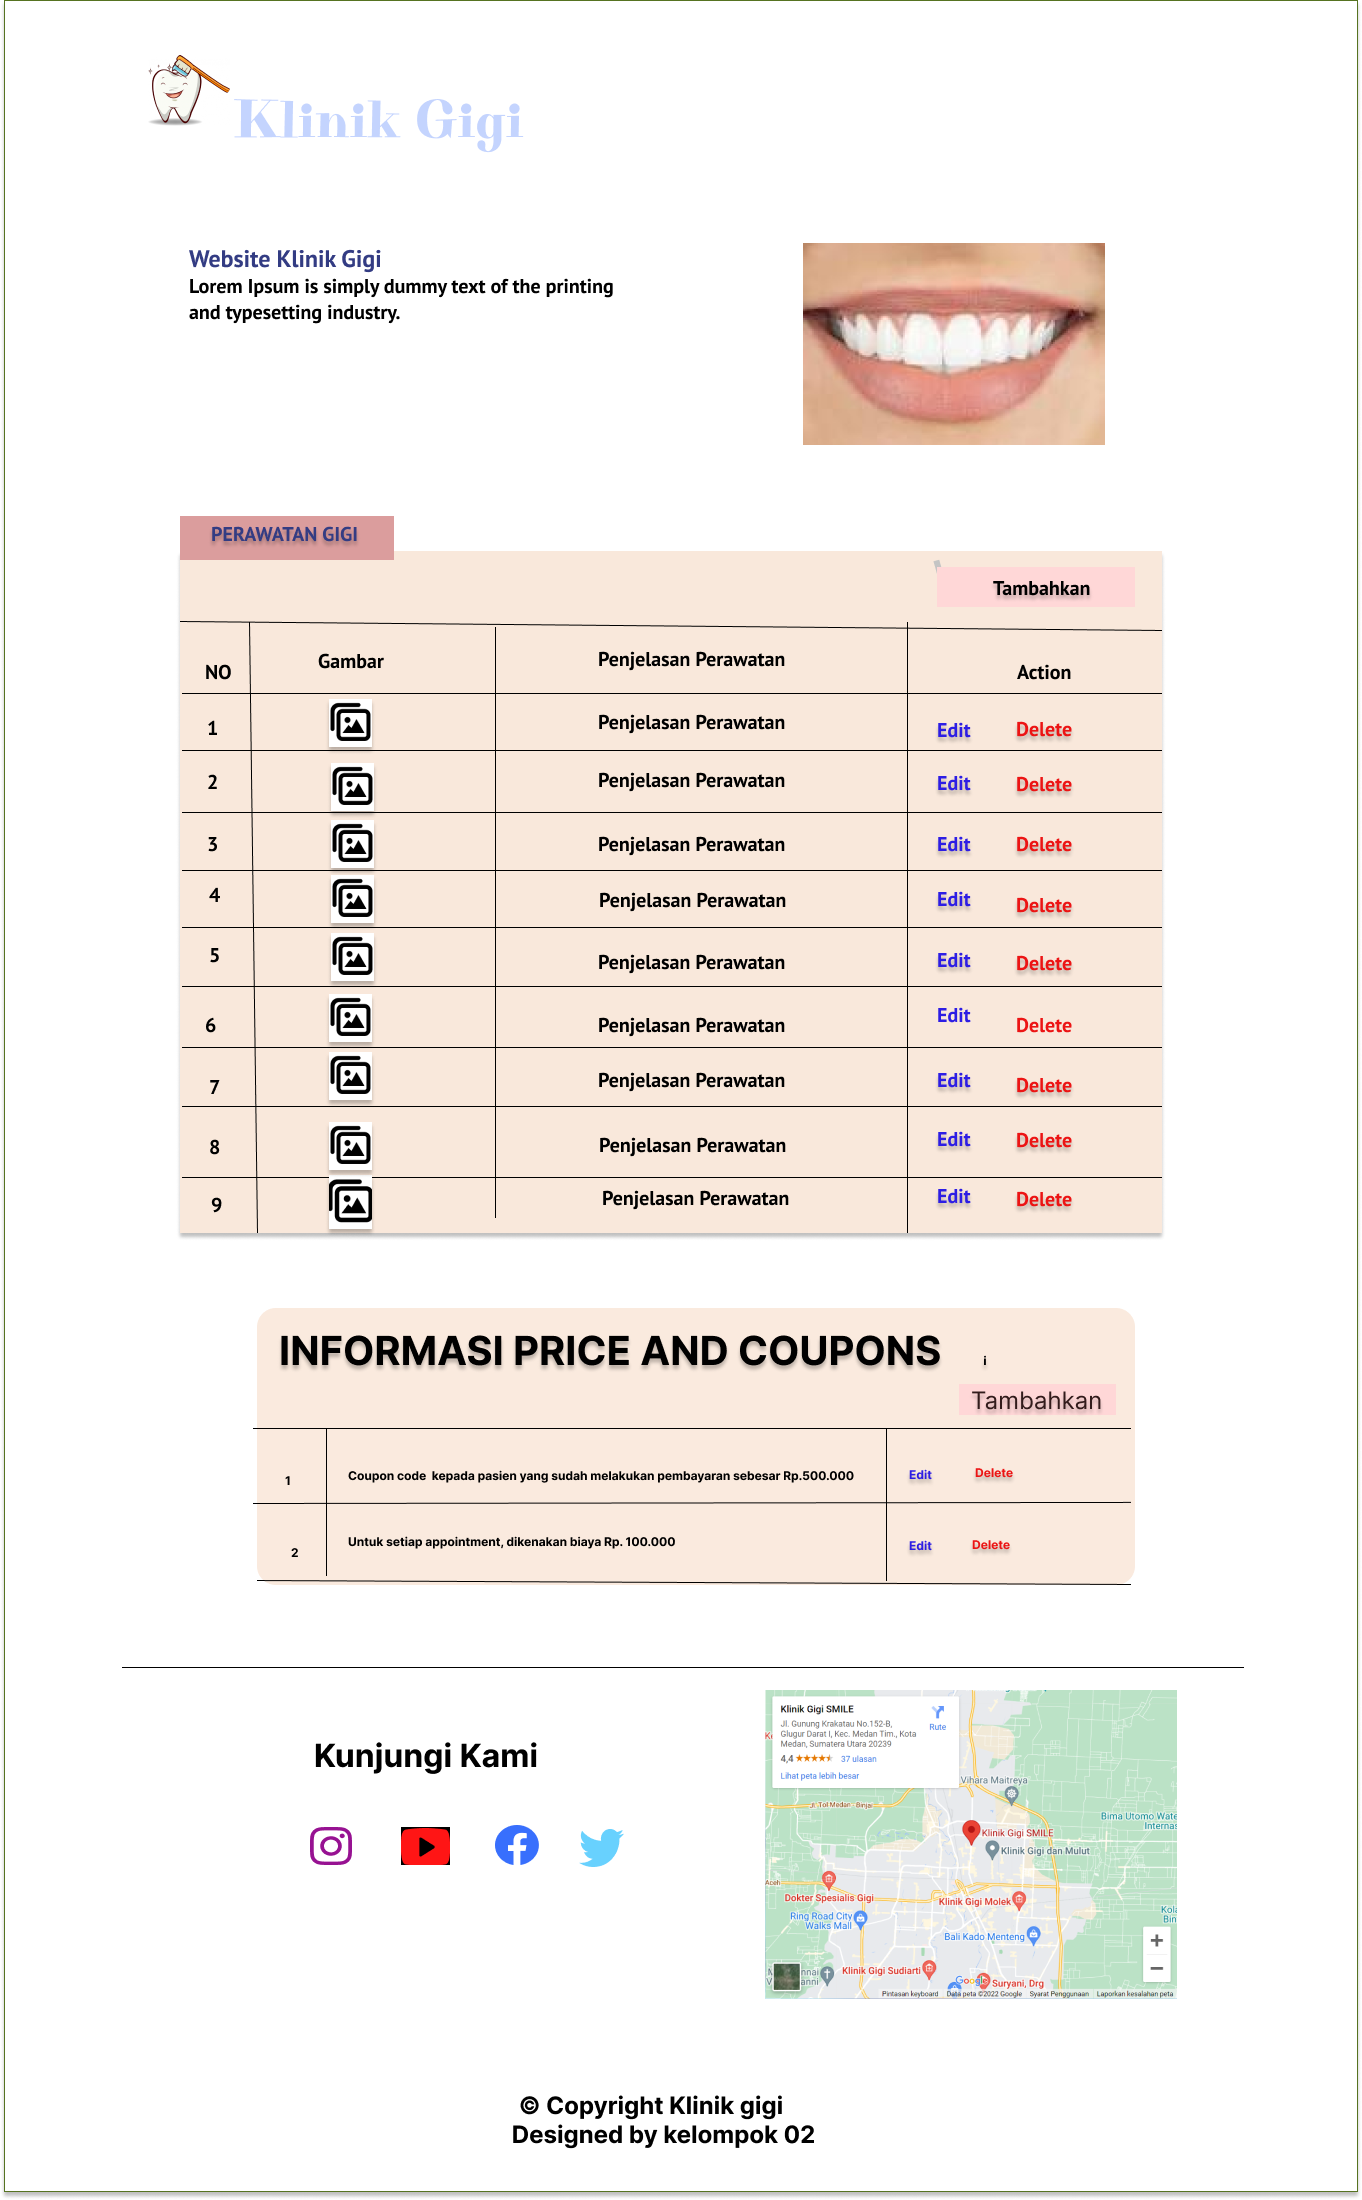 Klinik Gigi
Website Klinik Gigi
Lorem Ipsum is simply dummy text of the printing
and typesetting industry.
PERAWATAN GIGI
Tambahkan
NO Gambar Penjelasan Perawatan Action
1 Penjelasan Perawatan Edit Delete
2 Penjelasan Perawatan Edit Delete
3 Penjelasan Perawatan Edit Delete
4 Penjelasan Perawatan Edit Delete
5 Penjelasan Perawatan Edit Delete
6 Penjelasan Perawatan Edit Delete
7 Penjelasan Perawatan Edit Delete
8 Penjelasan Perawatan Edit Delete
9 Penjelasan Perawatan Edit Delete
INFORMASI PRICE AND COUPONS i
Tambahkan
1 Coupon code kepada pasien yang sudah melakukan pembayaran sebesar Rp.500.000 Edit Delete
2 Untuk setiap appointment, dikenakan biaya Rp. 100.000 Edit Delete
Kunjungi Kami
Klinik Gigi SMILE
Jl. Gunung Krakatau No.152-B,
Glugur Darat I, Kec. Medan Tim., Kota
Medan, Sumatera Utara 20239
4,4 37 ulasan
Lihat peta lebih besar
Rute
Vihara Maitreya
Jl. Tol Medan - Binjai
Bima Utomo Wate
Internas
Klinik Gigi SMILE
Klinik Gigi dan Mulut
Aceh
Dokter Spesialis Gigi
Klinik Gigi Molek
Ring Road City
Walks Mall
Kola
Bin
Bali Kado Menteng
Klinik Gigi Sudiarti
Google
Suryani, Drg
Pintasan keyboard Data peta ©2022 Google Syarat Penggunaan Laporkan kesalahan peta
© Copyright Klinik gigi
Designed by kelompok 02